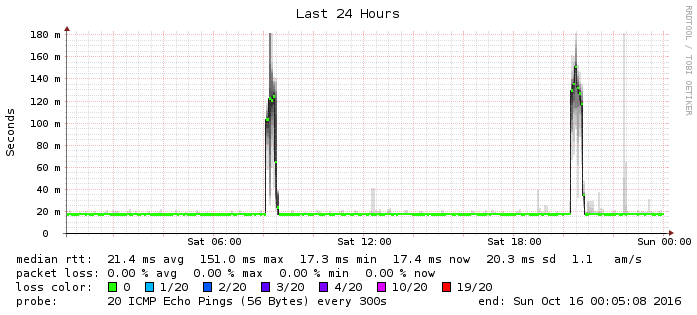 Last 24 Hours
RRDTOOL / TOBI OETIKER
Seconds
180 m
160 m
140 m
120 m
100 m
80 m
60 m
40 m
20 m
0
Sat 06:00 Sat 12:00 Sat 18:00 Sun 00:00
median rtt: 21.4 ms avg 151.0 ms max 17.3 ms min 17.4 ms now 20.3 ms sd 1.1 am/s
packet loss: 0.00 % avg 0.00 % max 0.00 % min 0.00 % now
loss color: 0 1/20 2/20 3/20 4/20 10/20 19/20
probe: 20 ICMP Echo Pings (56 Bytes) every 300s end: Sun Oct 16 00:05:08 2016